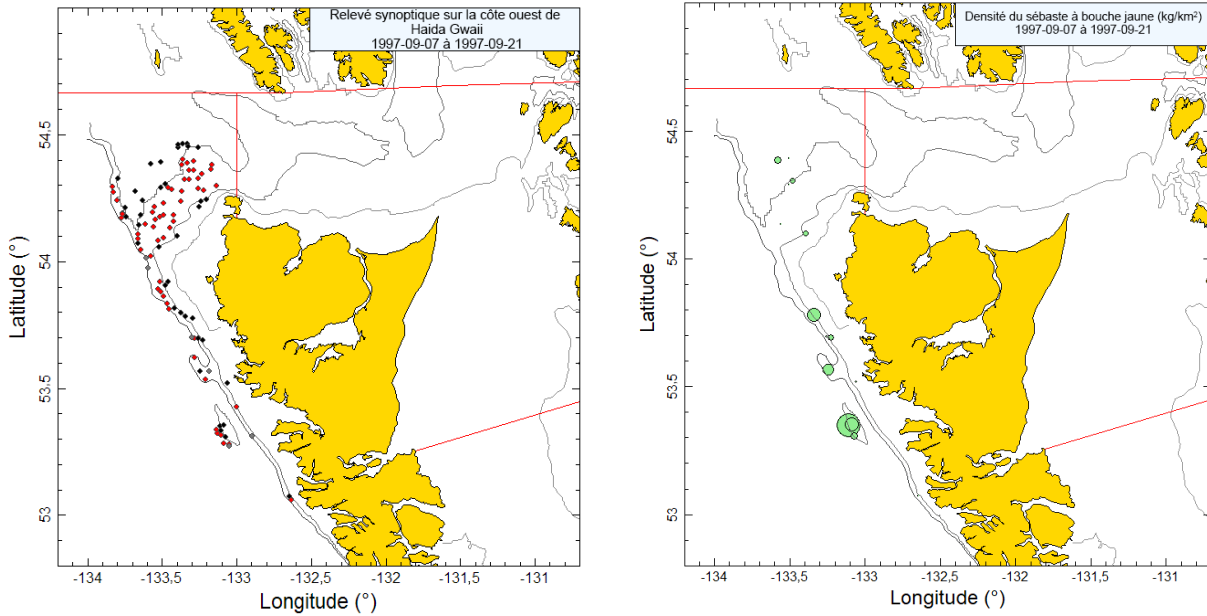 Relevé synoptique sur la côte ouest de
Haida Gwaii
1997-09-07 à 1997-09-21
54,5
54
53,5
53
Latitude (°)
-134
-133,5
-133
-132,5
-132
-131,5
-131
Longitude (°)
Densité du sébaste à bouche jaune (kg/km²)
1997-09-07 à 1997-09-21
54,5
54
53,5
53
Latitude (°)
-134
-133,5
-133
-132,5
-132
-131,5
-131
Longitude (°)